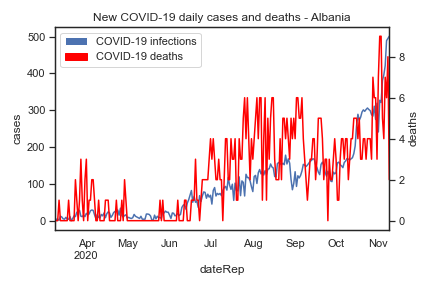 New COVID-19 daily cases and deaths - Albania
COVID-19 infections
COVID-19 deaths
500
400
300
200
100
0
cases
8
6
4
2
0
deaths
Apr May Jun Jul Aug Sep Oct Nov
2020
dateRep